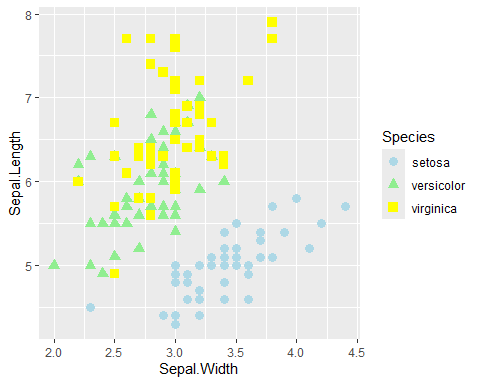 8
7
6
5
Sepal.Length
2.0 2.5 3.0 3.5 4.0 4.5
Sepal.Width
Species
setosa
versicolor
virginica